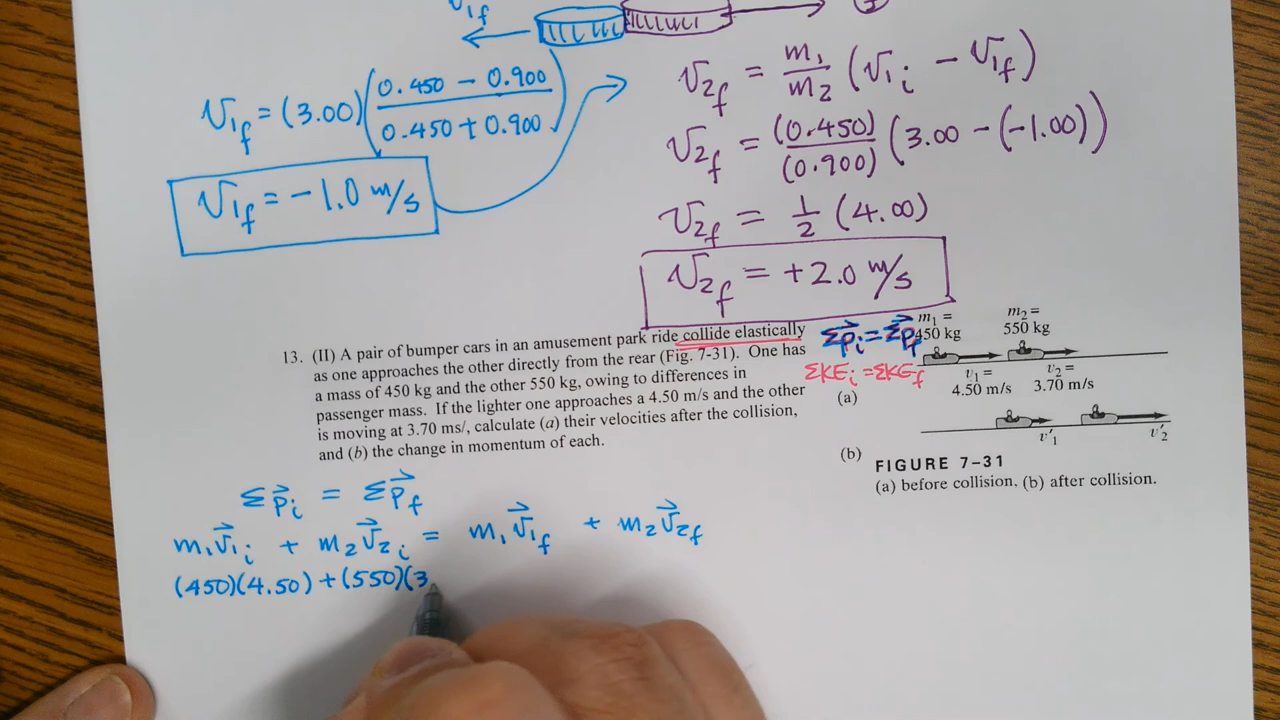 v1f
2
v1f = (3.00)(0.450 - 0.900 / 0.450 + 0.900)
v1f = -1.0 m/s
v2f = m1/m2 (v1i - v1f)
v2f = (0.450)/(0.900) (3.00 - (-1.00))
v2f = 1/2 (4.00)
v2f = +2.0 m/s
13. (II) A pair of bumper cars in an amusement park ride collide elastically
as one approaches the other directly from the rear (Fig. 7-31). One has
a mass of 450 kg and the other 550 kg, owing to differences in
passenger mass. If the lighter one approaches a 4.50 m/s and the other
is moving at 3.70 ms/, calculate (a) their velocities after the collision,
and (b) the change in momentum of each.
Σp⃗i = Σp⃗f
ΣKEi = ΣKEf
m1 =
450 kg
m2 =
550 kg
v1 =
4.50 m/s
v2 =
3.70 m/s
(a)
v'1
v'2
(b)
FIGURE 7-31
(a) before collision, (b) after collision.
Σp⃗i = Σp⃗f
m1v⃗1i + m2v⃗2i = m1v⃗1f + m2v⃗2f
(450)(4.50) + (550)(3.